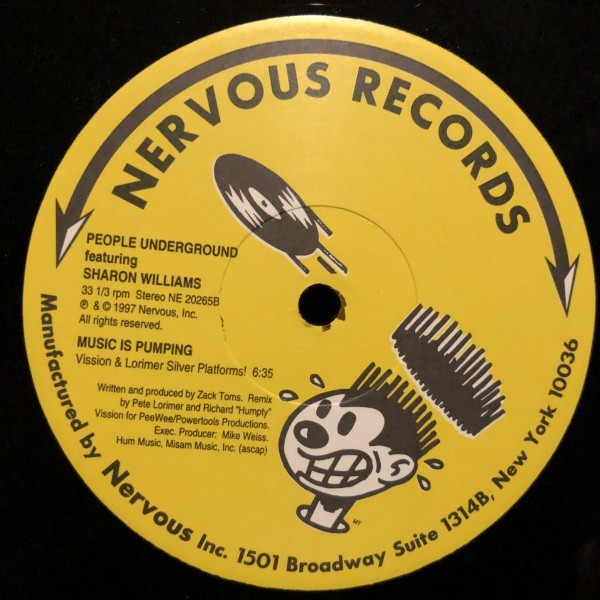 NERVOUS RECORDS
PEOPLE UNDERGROUND
featuring
SHARON WILLIAMS
33 1/3 rpm Stereo NE 20265B
℗ & © 1997 Nervous, Inc.
All rights reserved.
MUSIC IS PUMPING
Vission & Lorimer Silver Platforms! 6:35
Written and produced by Zack Toms. Remix
by Pete Lorimer and Richard "Humpty"
Vission for PeeWee/Powertools Productions.
Exec. Producer: Mike Weiss.
Hum Music, Misam Music, Inc. (ascap)
MT
Manufactured by Nervous Inc. 1501 Broadway Suite 1314B, New York 10036